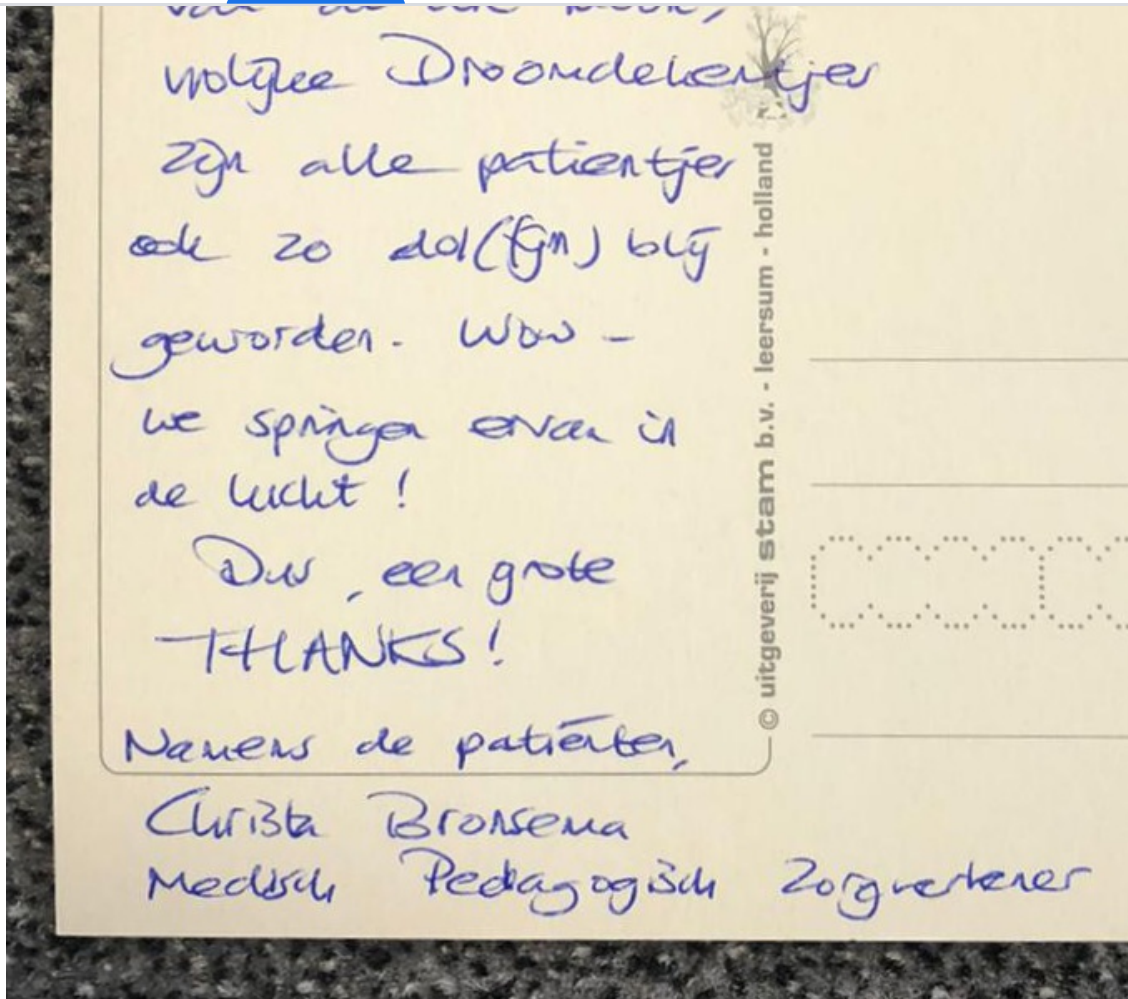 vrolijke Droomdekentjes
zijn alle patientjes
ook zo dol(fijn) blij
geworden. Wow -
we springen ervan in
de lucht!
Dus, een grote
THANKS!
Namens de patiënten,
Christa Bronsema
Medisch Pedagogisch Zorgverlener
© uitgeverij stam b.v. - leersum - holland